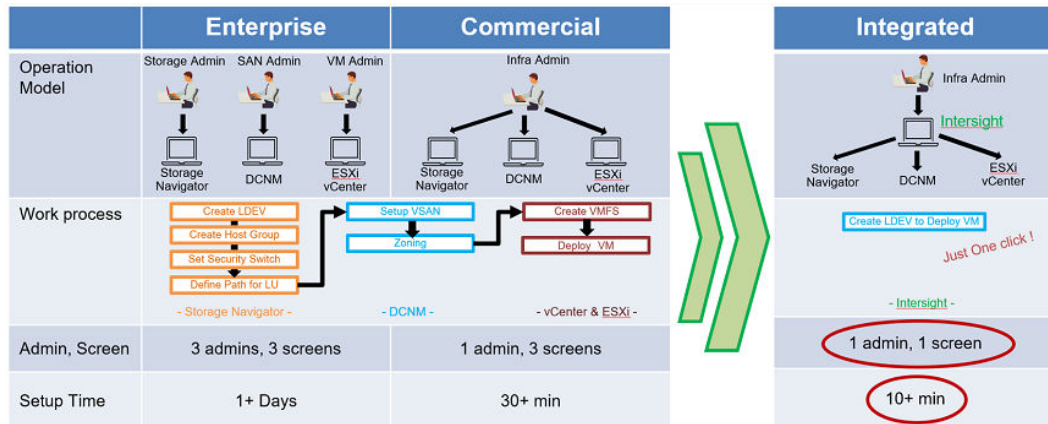 Enterprise
Commercial
Integrated
Operation
Model
Storage Admin
SAN Admin
VM Admin
Infra Admin
Infra Admin
Intersight
Storage
Navigator
DCNM
ESXi
vCenter
Storage
Navigator
DCNM
ESXi
vCenter
Storage
Navigator
DCNM
ESXi
vCenter
Work process
Create LDEV
Create Host Group
Set Security Switch
Define Path for LU
Setup VSAN
Zoning
Create VMFS
Deploy VM
Create LDEV to Deploy VM
Just One click !
- Storage Navigator -
- DCNM -
- vCenter & ESXi -
- Intersight -
Admin, Screen
3 admins, 3 screens
1 admin, 3 screens
1 admin, 1 screen
Setup Time
1+ Days
30+ min
10+ min